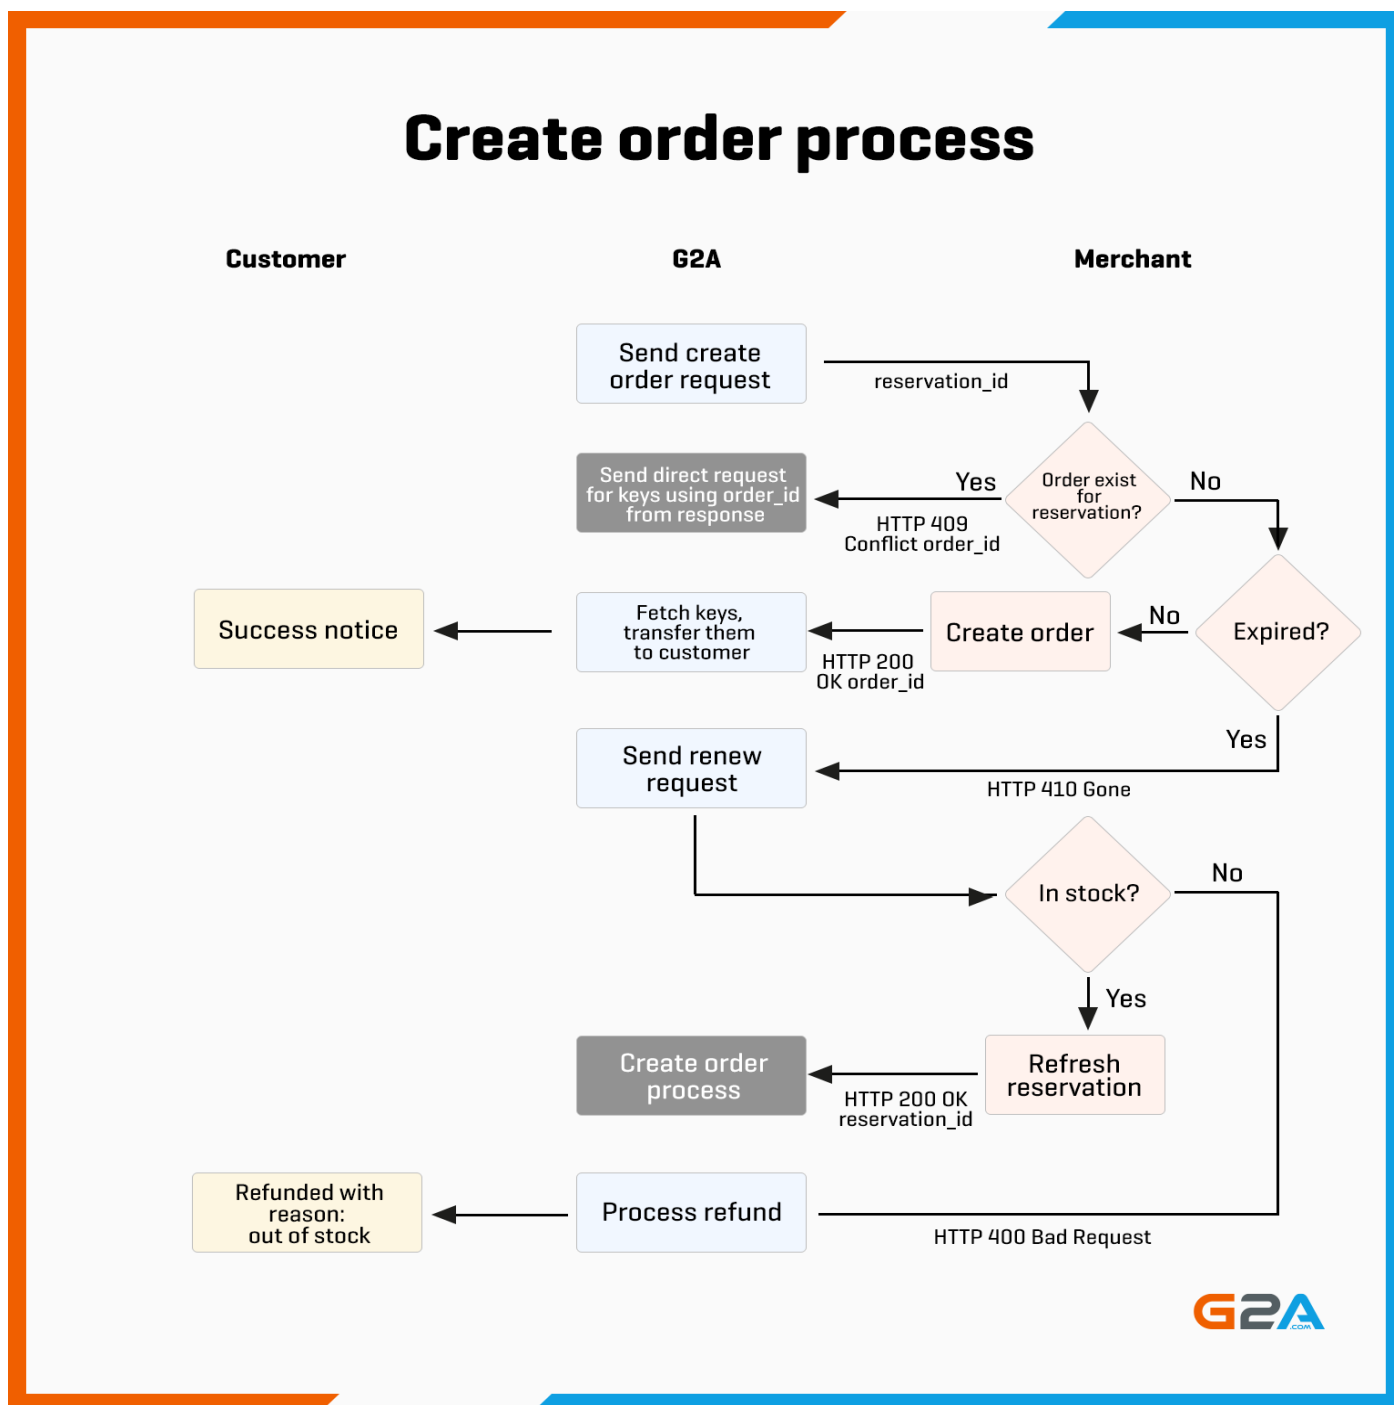 Create order process
Customer
G2A
Merchant
Send create
order request
reservation_id
Order exist
for
reservation?
Yes
No
Send direct request
for keys using order_id
from response
HTTP 409
Conflict order_id
Success notice
Fetch keys,
transfer them
to customer
Create order
No
Expired?
HTTP 200
OK order_id
Yes
Send renew
request
HTTP 410 Gone
In stock?
No
Yes
Create order
process
Refresh
reservation
HTTP 200 OK
reservation_id
Refunded with
reason:
out of stock
Process refund
HTTP 400 Bad Request
G2A
.COM